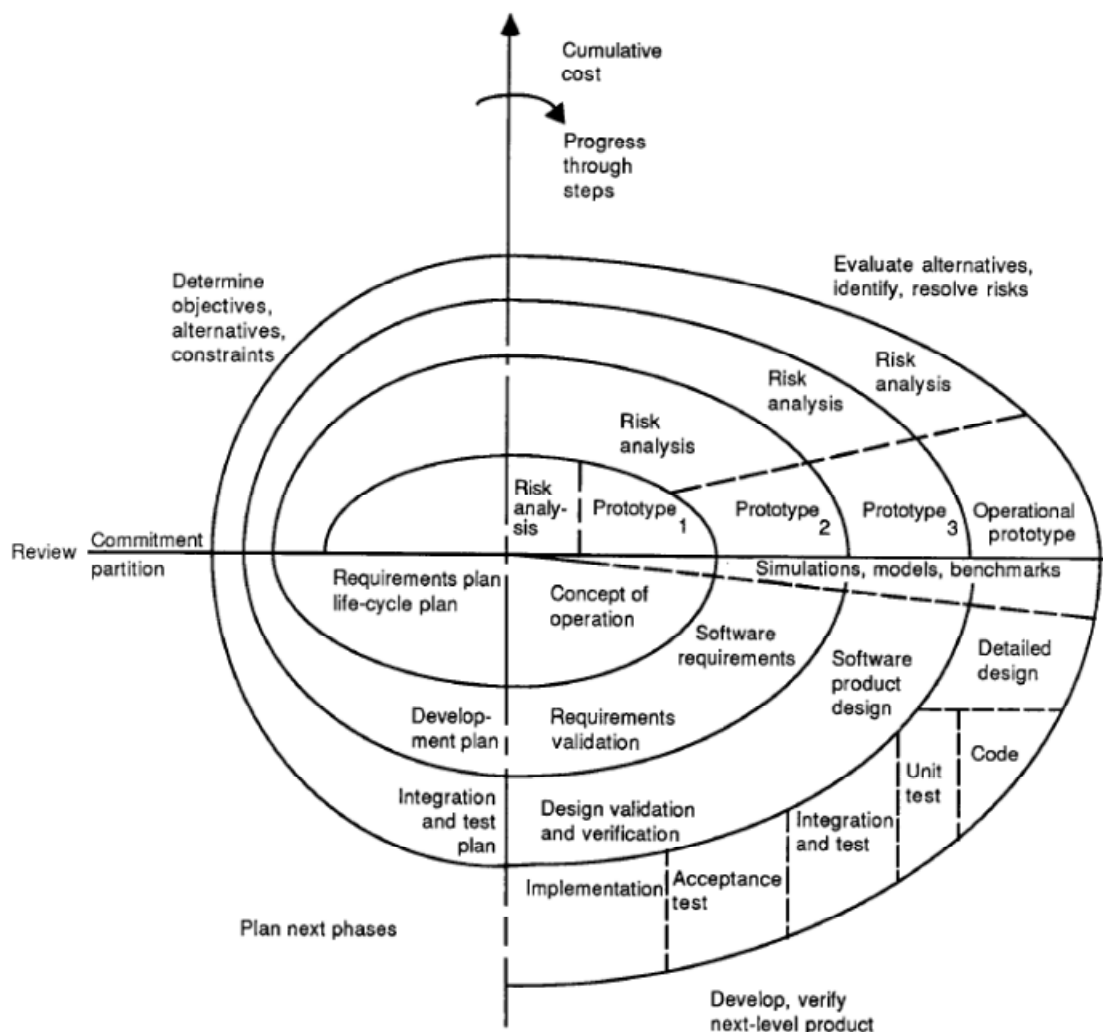 Cumulative
cost
Progress
through
steps
Determine
objectives,
alternatives,
constraints
Evaluate alternatives,
identify, resolve risks
Risk
analysis
Risk
analysis
Risk
analysis
Risk
analy-
sis
Prototype 1
Prototype 2
Prototype 3
Operational
prototype
Review
Commitment
partition
Simulations, models, benchmarks
Requirements plan
life-cycle plan
Concept of
operation
Software
requirements
Software
product
design
Detailed
design
Develop-
ment plan
Requirements
validation
Code
Unit
test
Integration
and test
plan
Design validation
and verification
Integration
and test
Acceptance
test
Implementation
Plan next phases
Develop, verify
next-level product